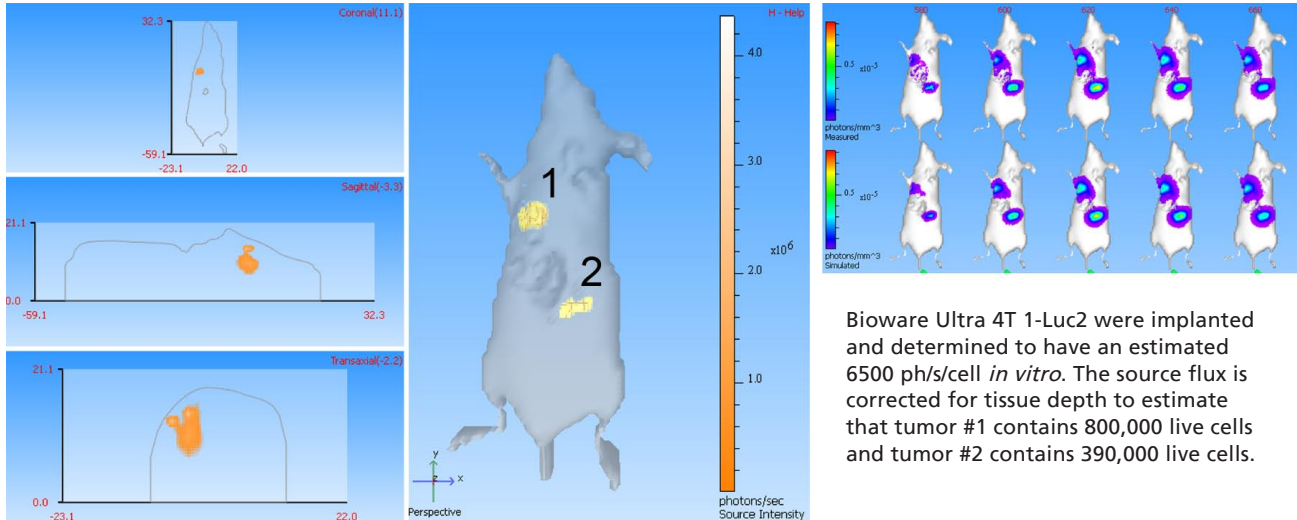 Coronal(11.1)
32.3
-59.1
-23.1
22.0
Sagittal(-3.3)
21.1
0.0
-59.1
32.3
Transaxial(-2.2)
21.1
0.0
-23.1
22.0
H - Help
1
2
4.0
3.0
x10^6
2.0
1.0
photons/sec
Source Intensity
y
z
x
Perspective
580
600
620
640
660
0.5
x10^-5
photons/mm^3
Measured
0.5
x10^-5
photons/mm^3
Simulated
Bioware Ultra 4T 1-Luc2 were implanted
and determined to have an estimated
6500 ph/s/cell in vitro. The source flux is
corrected for tissue depth to estimate
that tumor #1 contains 800,000 live cells
and tumor #2 contains 390,000 live cells.